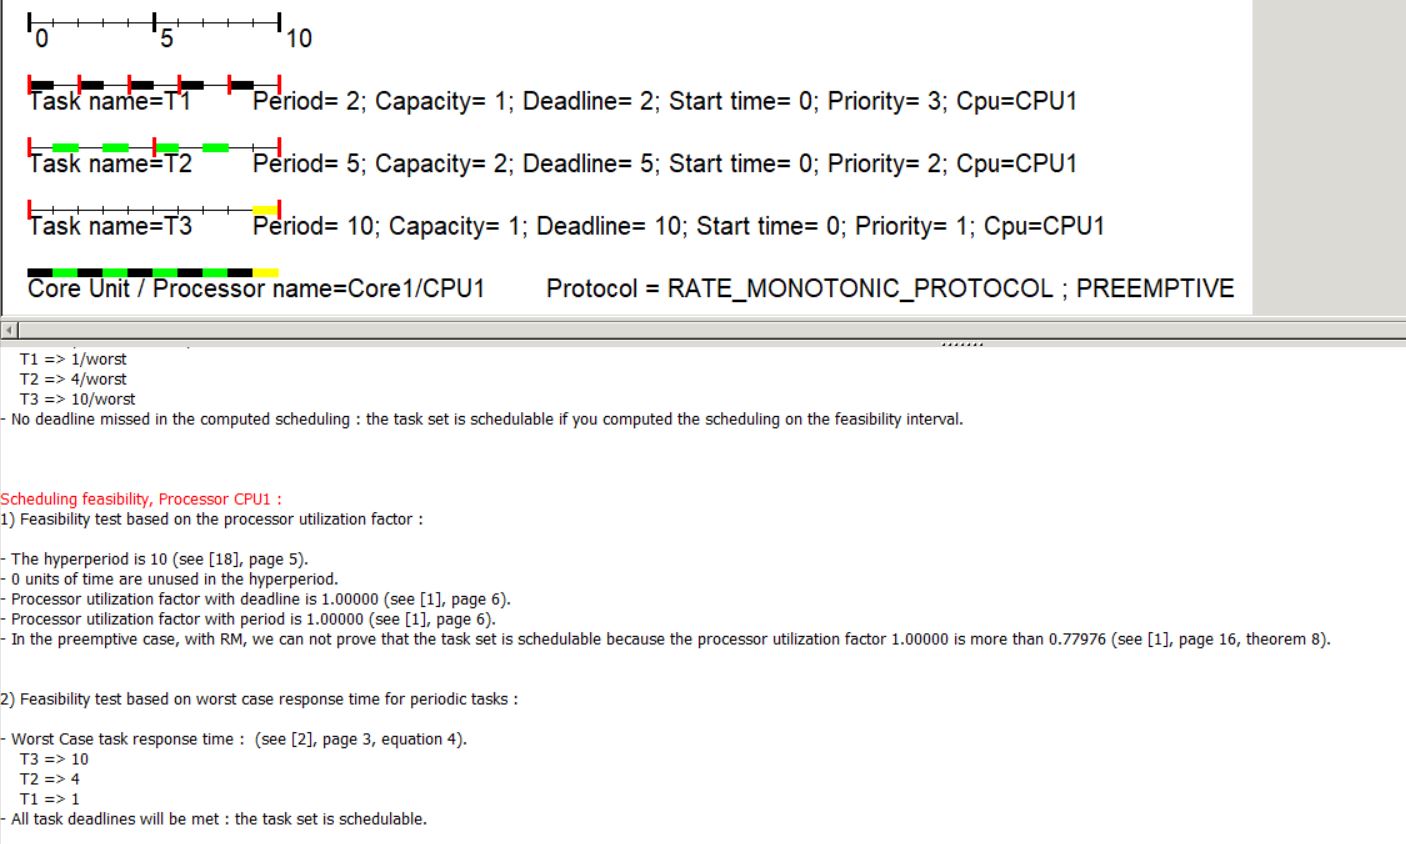 0 5 10
Task name=T1 Period= 2; Capacity= 1; Deadline= 2; Start time= 0; Priority= 3; Cpu=CPU1
Task name=T2 Period= 5; Capacity= 2; Deadline= 5; Start time= 0; Priority= 2; Cpu=CPU1
Task name=T3 Period= 10; Capacity= 1; Deadline= 10; Start time= 0; Priority= 1; Cpu=CPU1
Core Unit / Processor name=Core1/CPU1 Protocol = RATE_MONOTONIC_PROTOCOL ; PREEMPTIVE
T1 => 1/worst
T2 => 4/worst
T3 => 10/worst
- No deadline missed in the computed scheduling : the task set is schedulable if you computed the scheduling on the feasibility interval.
Scheduling feasibility, Processor CPU1 :
1) Feasibility test based on the processor utilization factor :
- The hyperperiod is 10 (see [18], page 5).
- 0 units of time are unused in the hyperperiod.
- Processor utilization factor with deadline is 1.00000 (see [1], page 6).
- Processor utilization factor with period is 1.00000 (see [1], page 6).
- In the preemptive case, with RM, we can not prove that the task set is schedulable because the processor utilization factor 1.00000 is more than 0.77976 (see [1], page 16, theorem 8).
2) Feasibility test based on worst case response time for periodic tasks :
- Worst Case task response time : (see [2], page 3, equation 4).
T3 => 10
T2 => 4
T1 => 1
- All task deadlines will be met : the task set is schedulable.